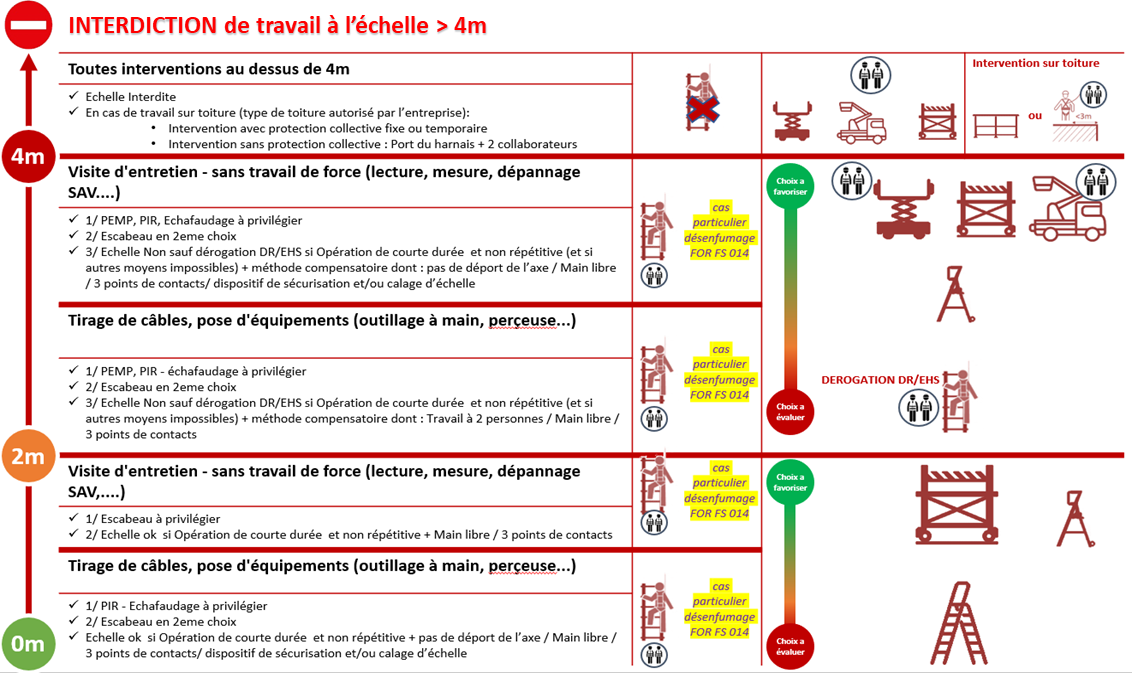 INTERDICTION de travail à l’échelle > 4m
Toutes interventions au dessus de 4m
✓ Echelle Interdite
✓ En cas de travail sur toiture (type de toiture autorisé par l’entreprise):
• Intervention avec protection collective fixe ou temporaire
• Intervention sans protection collective : Port du harnais + 2 collaborateurs
Intervention sur toiture
ou
<3m
4m
Visite d'entretien - sans travail de force (lecture, mesure, dépannage
SAV....)
✓ 1/ PEMP, PIR, Echafaudage à privilégier
✓ 2/ Escabeau en 2eme choix
✓ 3/ Echelle Non sauf dérogation DR/EHS si Opération de courte durée et non répétitive (et si
autres moyens impossibles) + méthode compensatoire dont : pas de déport de l’axe / Main libre
/ 3 points de contacts/ dispositif de sécurisation et/ou calage d’échelle
cas
particulier
désenfumage
FOR FS 014
Choix a
favoriser
Tirage de câbles, pose d'équipements (outillage à main, perçeuse...)
✓ 1/ PEMP, PIR - échafaudage à privilégier
✓ 2/ Escabeau en 2eme choix
✓ 3/ Echelle Non sauf dérogation DR/EHS si Opération de courte durée et non répétitive (et si
autres moyens impossibles) + méthode compensatoire dont : Travail à 2 personnes / Main libre /
3 points de contacts
cas
particulier
désenfumage
FOR FS 014
DEROGATION DR/EHS
Choix a
évaluer
2m
Visite d'entretien - sans travail de force (lecture, mesure, dépannage
SAV,....)
✓ 1/ Escabeau à privilégier
✓ 2/ Echelle ok si Opération de courte durée et non répétitive + Main libre / 3 points de contacts
cas
particulier
désenfumage
FOR FS 014
Choix a
favoriser
Tirage de câbles, pose d'équipements (outillage à main, perçeuse...)
✓ 1/ PIR - Echafaudage à privilégier
✓ 2/ Escabeau en 2eme choix
✓ Echelle ok si Opération de courte durée et non répétitive + pas de déport de l’axe / Main libre /
3 points de contacts/ dispositif de sécurisation et/ou calage d’échelle
cas
particulier
désenfumage
FOR FS 014
Choix a
évaluer
0m